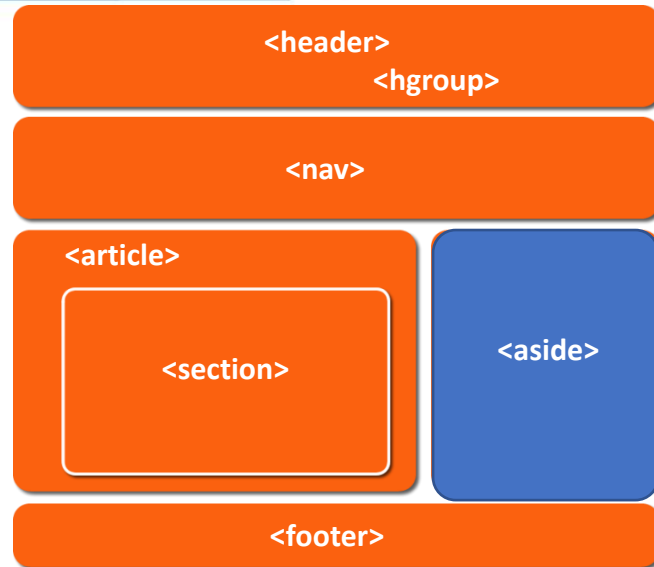 <header>
<hgroup>
<nav>
<article>
<section>
<aside>
<footer>